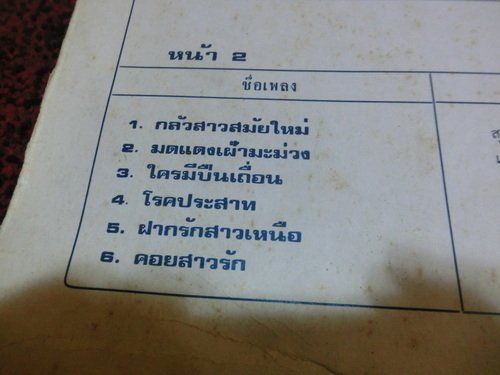 หน้า 2
ชื่อเพลง
1. กลัวสาวสมัยใหม่
2. มดแดงเฝ้ามะม่วง
3. ใครมีปืนเถื่อน
4. โรคประสาท
5. ฝากรักสาวเหนือ
6. คอยสาวรัก